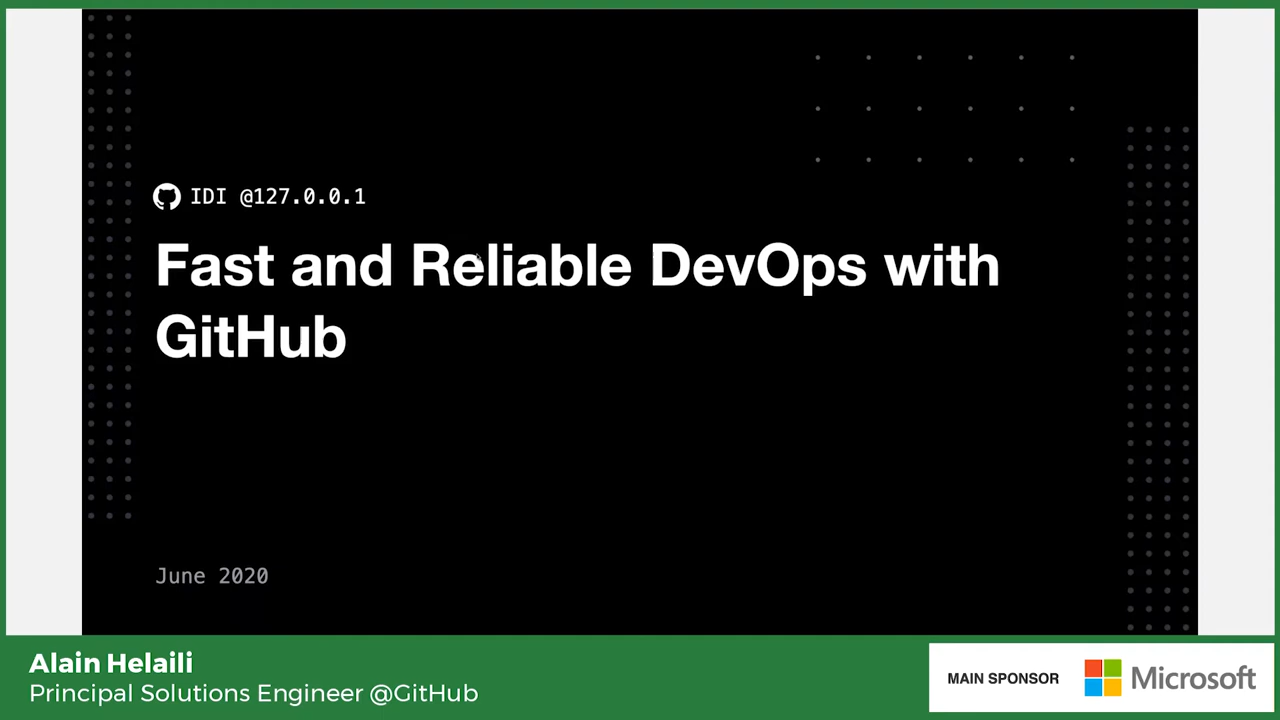 IDI @127.0.0.1
Fast and Reliable DevOps with
GitHub
June 2020
Alain Helaili
Principal Solutions Engineer @GitHub
MAIN SPONSOR
Microsoft